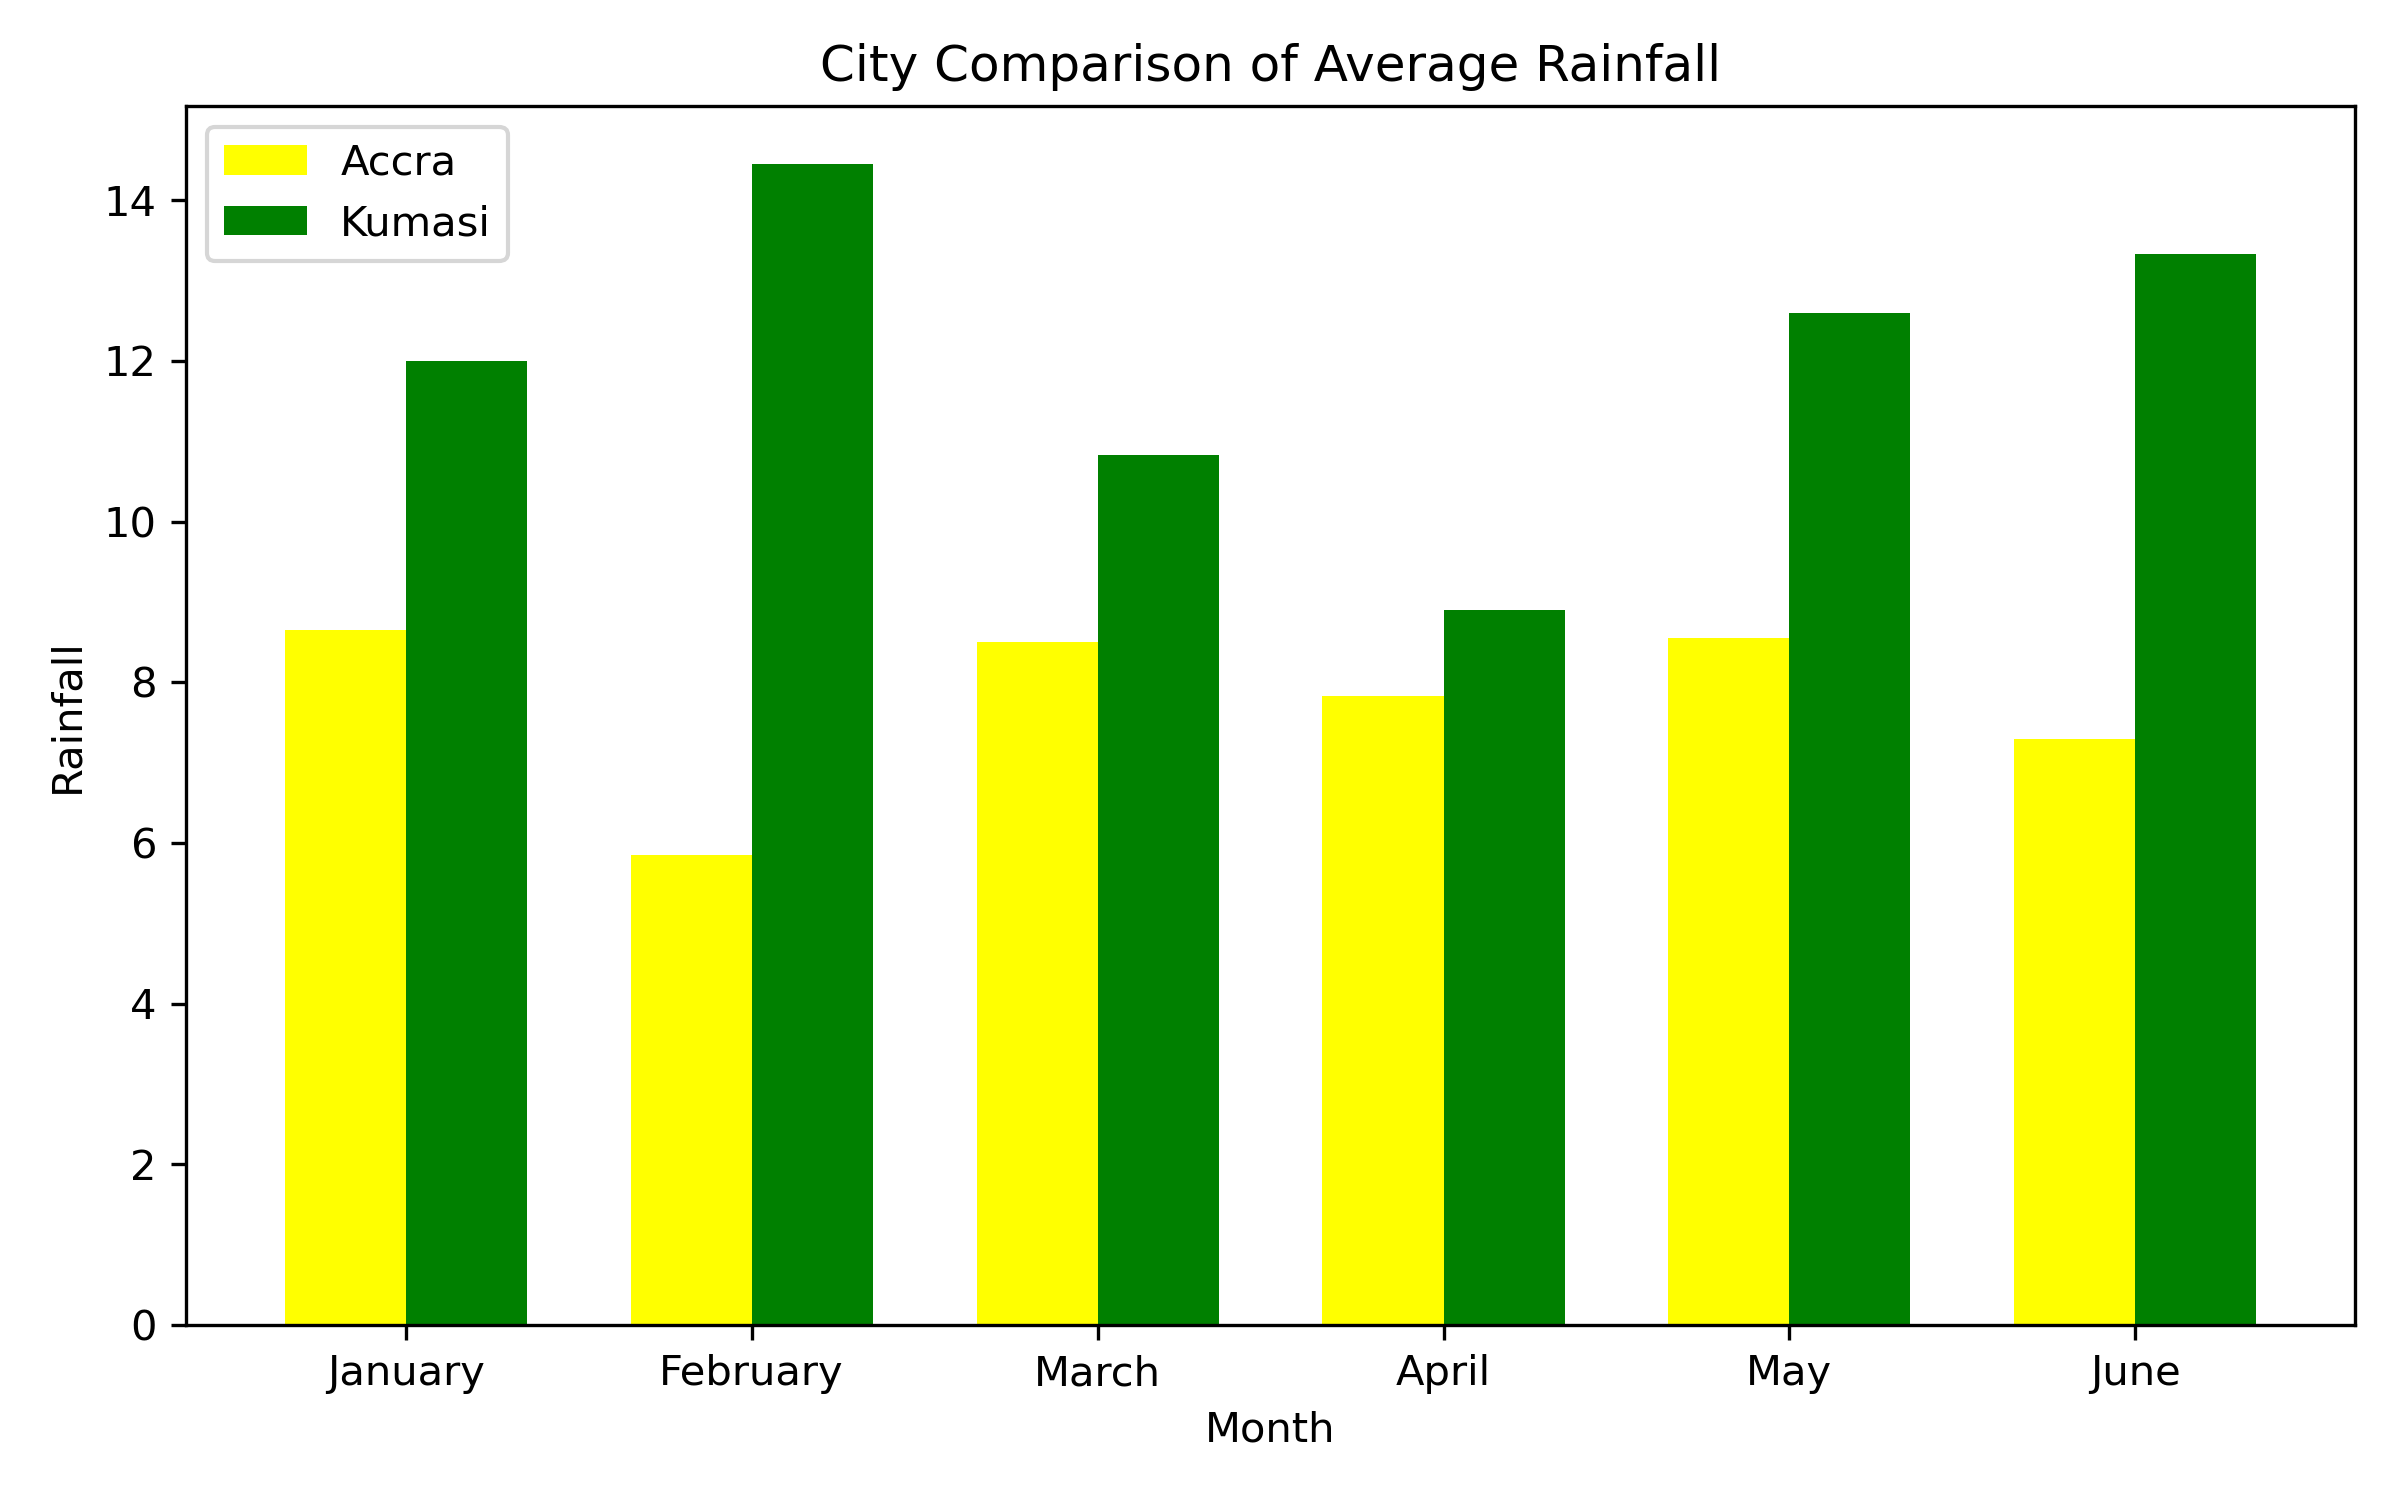 City Comparison of Average Rainfall
Accra
Kumasi
Rainfall
14
12
10
8
6
4
2
0
January
February
March
April
May
June
Month